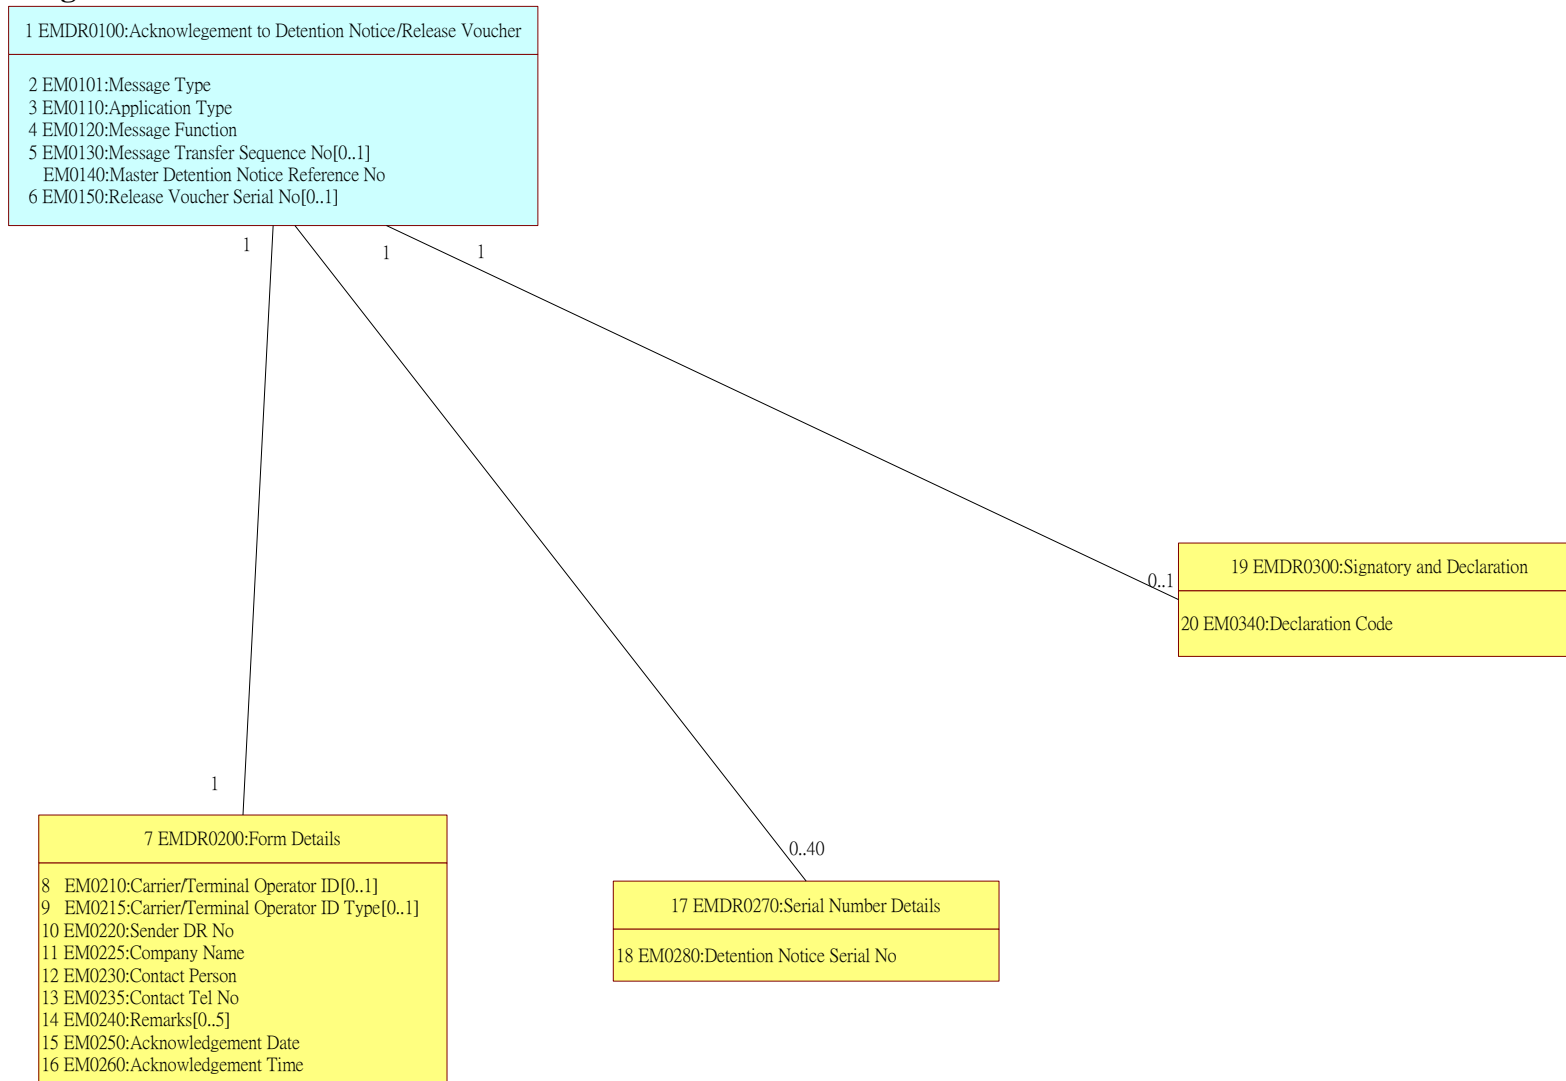 1 EMDR0100:Acknowlegement to Detention Notice/Release Voucher
2 EM0101:Message Type
3 EM0110:Application Type
4 EM0120:Message Function
5 EM0130:Message Transfer Sequence No[0..1]
EM0140:Master Detention Notice Reference No
6 EM0150:Release Voucher Serial No[0..1]
1
1
1
0..1
19 EMDR0300:Signatory and Declaration
20 EM0340:Declaration Code
1
7 EMDR0200:Form Details
8 EM0210:Carrier/Terminal Operator ID[0..1]
9 EM0215:Carrier/Terminal Operator ID Type[0..1]
10 EM0220:Sender DR No
11 EM0225:Company Name
12 EM0230:Contact Person
13 EM0235:Contact Tel No
14 EM0240:Remarks[0..5]
15 EM0250:Acknowledgement Date
16 EM0260:Acknowledgement Time
0..40
17 EMDR0270:Serial Number Details
18 EM0280:Detention Notice Serial No